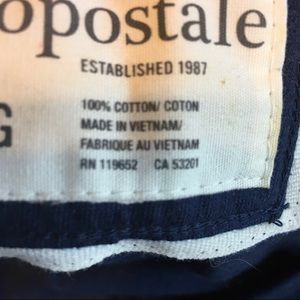 opostale
ESTABLISHED 1987
G
100% COTTON/ COTON
MADE IN VIETNAM/
FABRIQUE AU VIETNAM
RN 119652 CA 53201